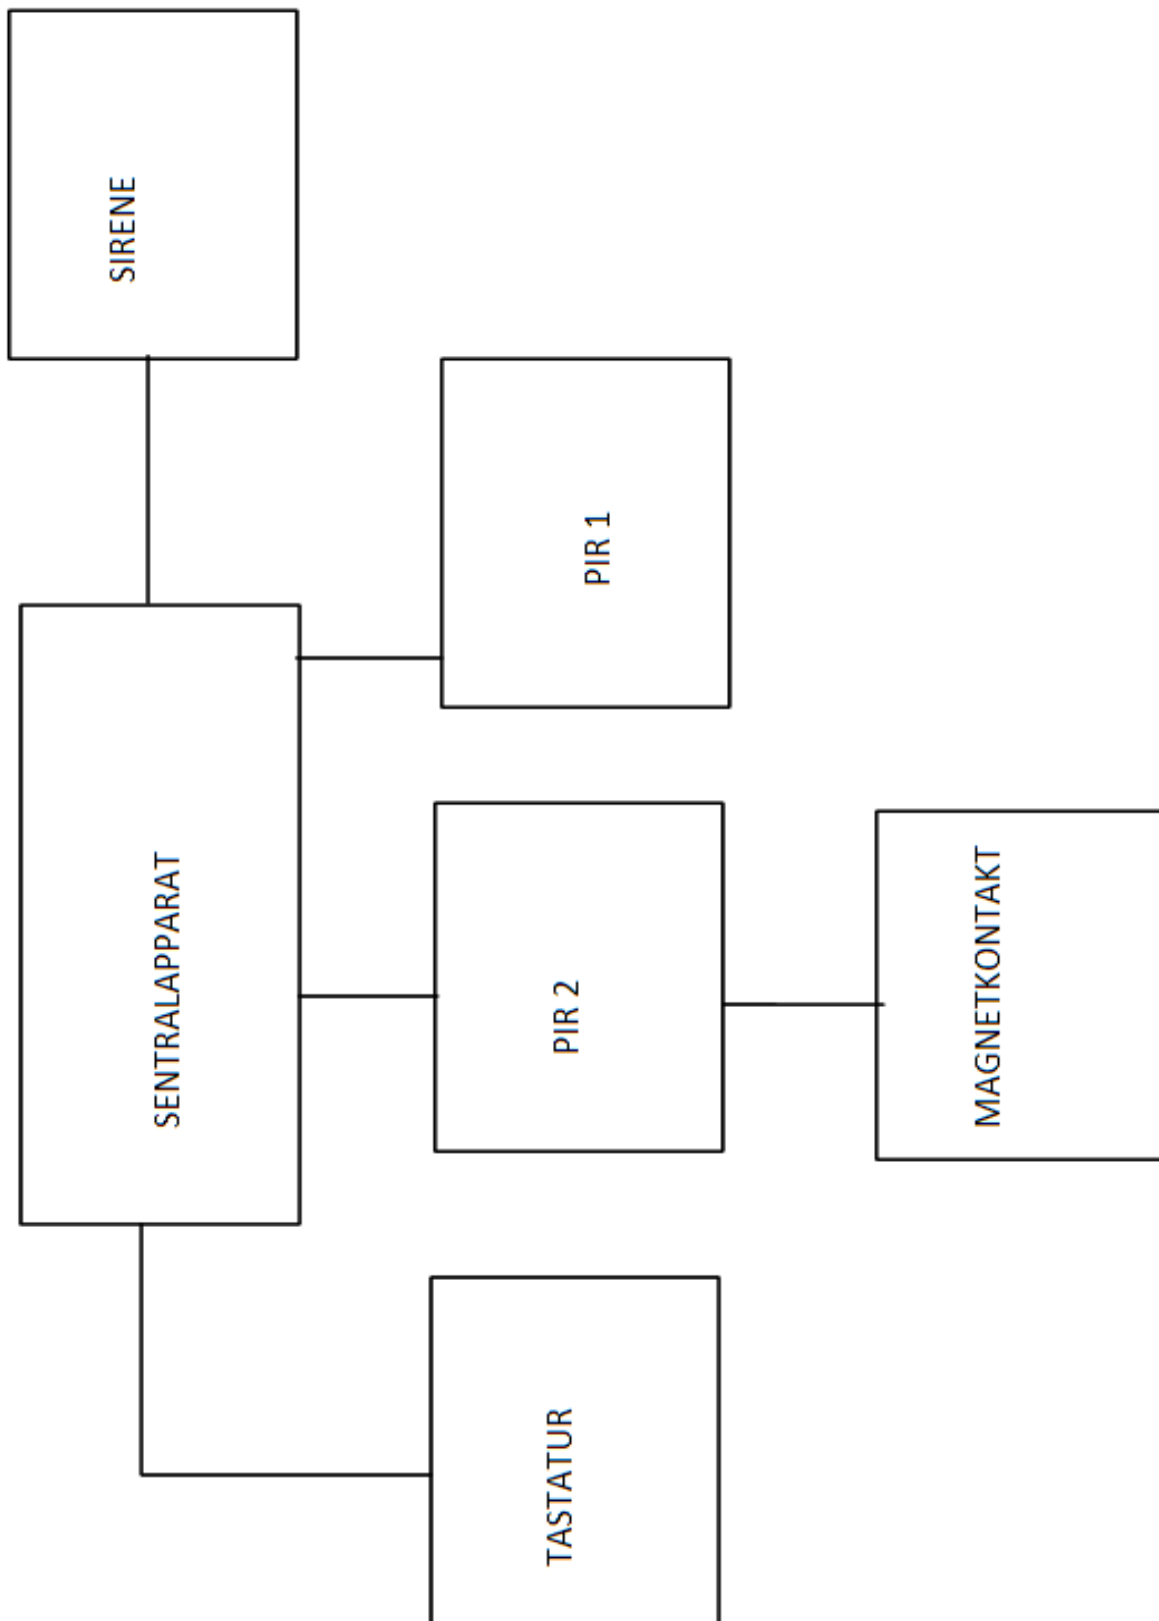 SENTRALAPPARAT
SIRENE
TASTATUR
PIR 2
PIR 1
MAGNETKONTAKT